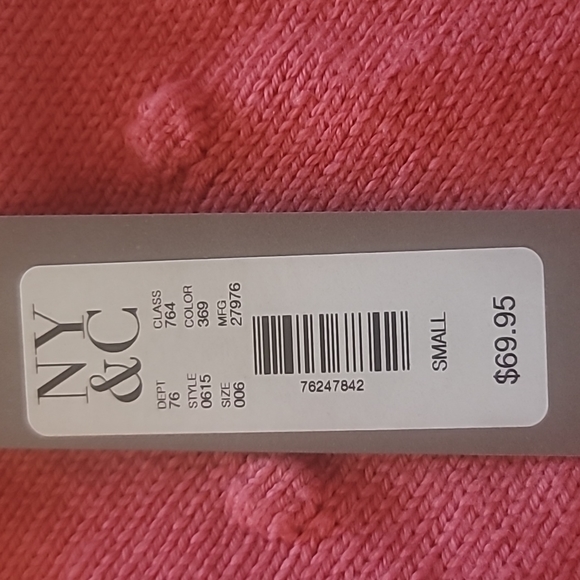 NY
&C
DEPT CLASS
76 764
STYLE COLOR
0615 369
SIZE MFG
006 27976
76247842
SMALL
$69.95